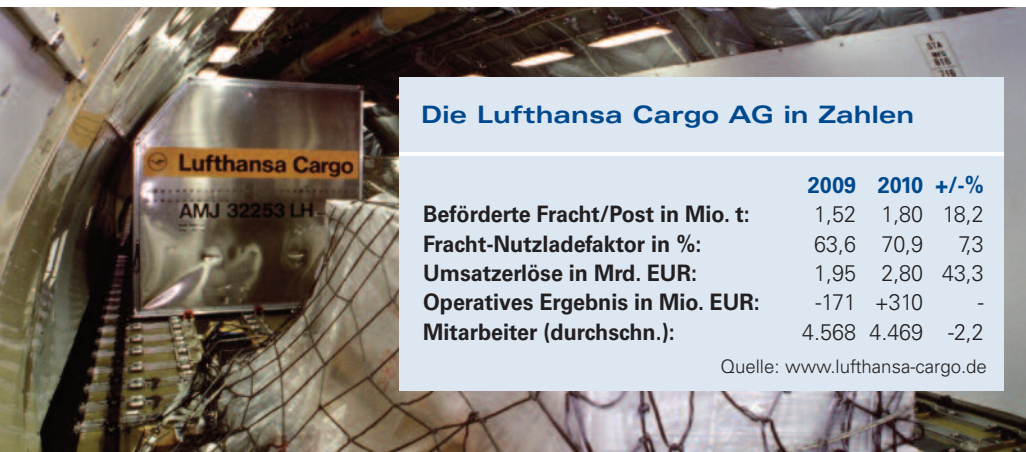 STA
Lufthansa Cargo
AMJ 32253 LH
Die Lufthansa Cargo AG in Zahlen
2009 2010 +/-%
Beförderte Fracht/Post in Mio. t: 1,52 1,80 18,2
Fracht-Nutzladefaktor in %: 63,6 70,9 7,3
Umsatzerlöse in Mrd. EUR: 1,95 2,80 43,3
Operatives Ergebnis in Mio. EUR: -171 +310 -
Mitarbeiter (durchschn.): 4.568 4.469 -2,2
Quelle: www.lufthansa-cargo.de